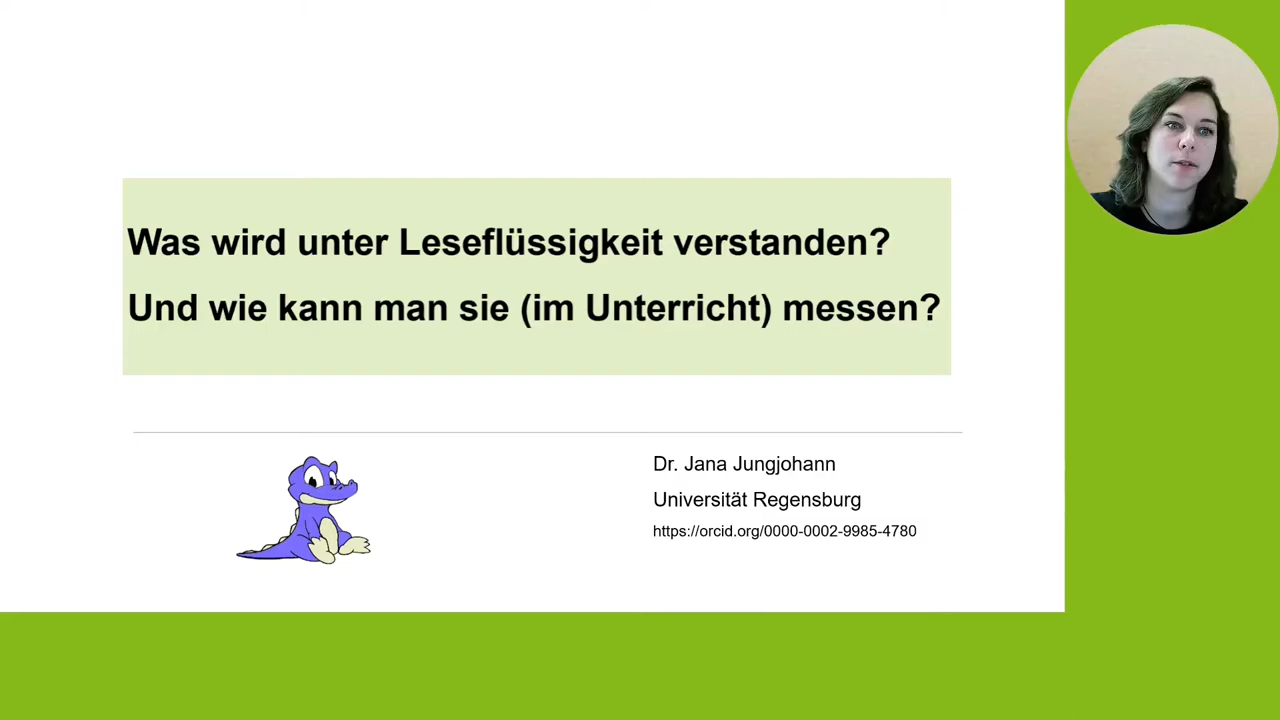 Was wird unter Leseflüssigkeit verstanden?
Und wie kann man sie (im Unterricht) messen?
Dr. Jana Jungjohann
Universität Regensburg
https://orcid.org/0000-0002-9985-4780